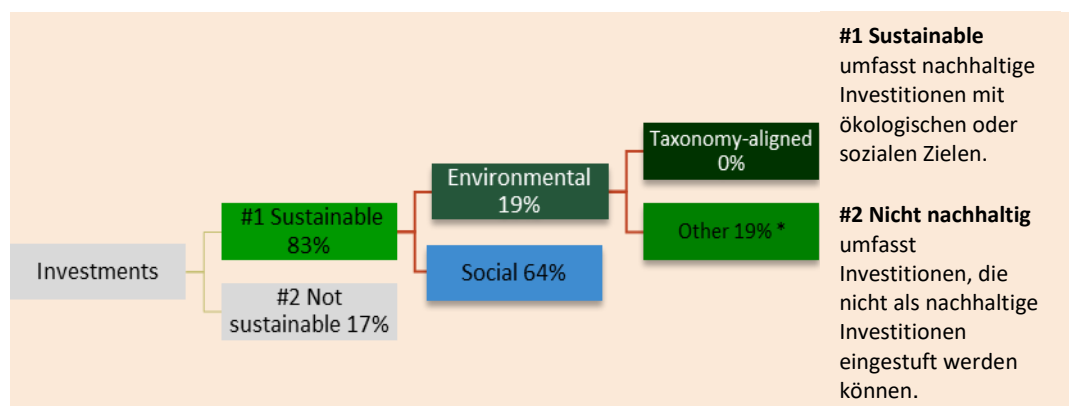 Investments
#1 Sustainable
83%
#2 Not
sustainable 17%
Environmental
19%
Social 64%
Taxonomy-aligned
0%
Other 19% *
#1 Sustainable
umfasst nachhaltige
Investitionen mit
ökologischen oder
sozialen Zielen.
#2 Nicht nachhaltig
umfasst
Investitionen, die
nicht als nachhaltige
Investitionen
eingestuft werden
können.